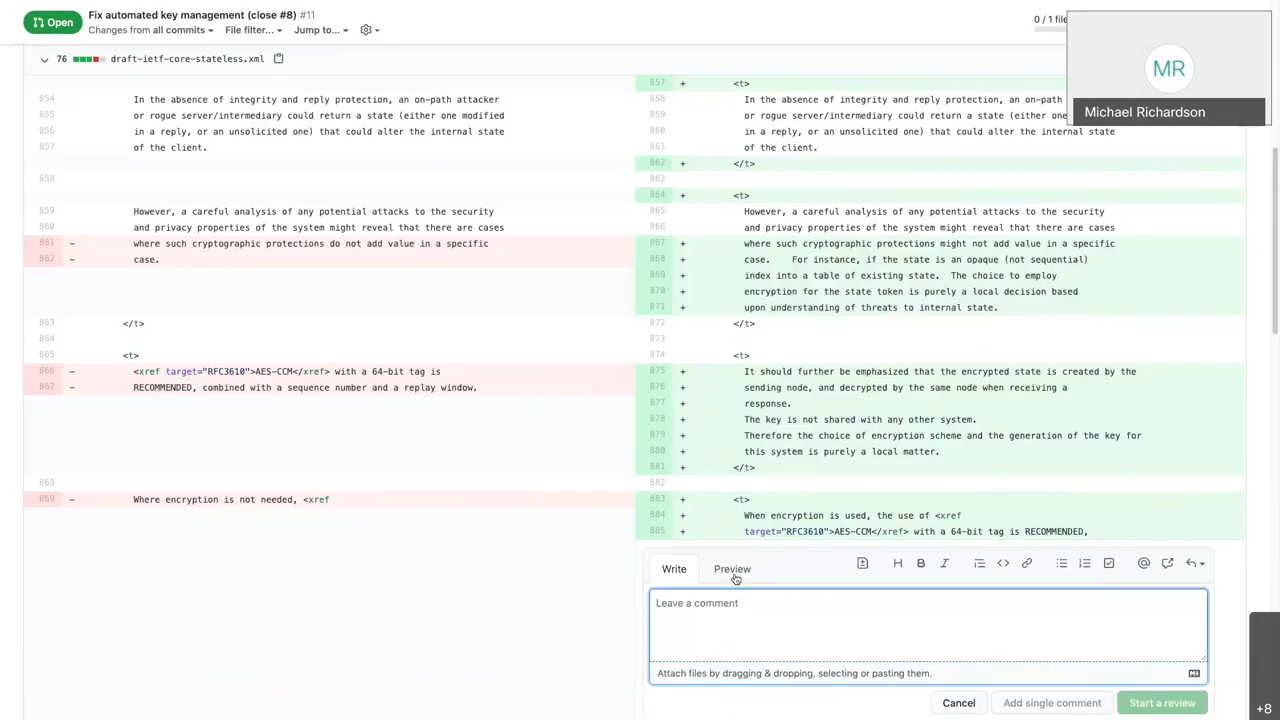 Open
Fix automated key management (close #8) #11
Changes from all commits
File filter...
Jump to...
0 / 1 file
MR
Michael Richardson
76
draft-ietf-core-stateless.xml
854 In the absence of integrity and reply protection, an on-path attacker
855 or rogue server/intermediary could return a state (either one modified
856 in a reply, or an unsolicited one) that could alter the internal state
857 of the client.
858
859 However, a careful analysis of any potential attacks to the security
860 and privacy properties of the system might reveal that there are cases
861 - where such cryptographic protections do not add value in a specific
862 - case.
863 </t>
864
865 <t>
866 - <xref target="RFC3610">AES-CCM</xref> with a 64-bit tag is
867 - RECOMMENDED, combined with a sequence number and a replay window.
868
869 - Where encryption is not needed, <xref
857 + <t>
858 In the absence of integrity and reply protection, an on-path
859 or rogue server/intermediary could return a state (either one
860 in a reply, or an unsolicited one) that could alter the internal state
861 of the client.
862 + </t>
863
864 + <t>
865 However, a careful analysis of any potential attacks to the security
866 and privacy properties of the system might reveal that there are cases
867 + where such cryptographic protections might not add value in a specific
868 + case. For instance, if the state is an opaque (not sequential)
869 + index into a table of existing state. The choice to employ
870 + encryption for the state token is purely a local decision based
871 + upon understanding of threats to internal state.
872 </t>
873
874 <t>
875 + It should further be emphasized that the encrypted state is created by the
876 + sending node, and decrypted by the same node when receiving a
877 + response.
878 + The key is not shared with any other system.
879 + Therefore the choice of encryption scheme and the generation of the key for
880 + this system is purely a local matter.
881 + </t>
882
883 + <t>
884 + When encryption is used, the use of <xref
885 + target="RFC3610">AES-CCM</xref> with a 64-bit tag is RECOMMENDED,
Write
Preview
Leave a comment
Attach files by dragging & dropping, selecting or pasting them.
Cancel
Add single comment
Start a review
+8